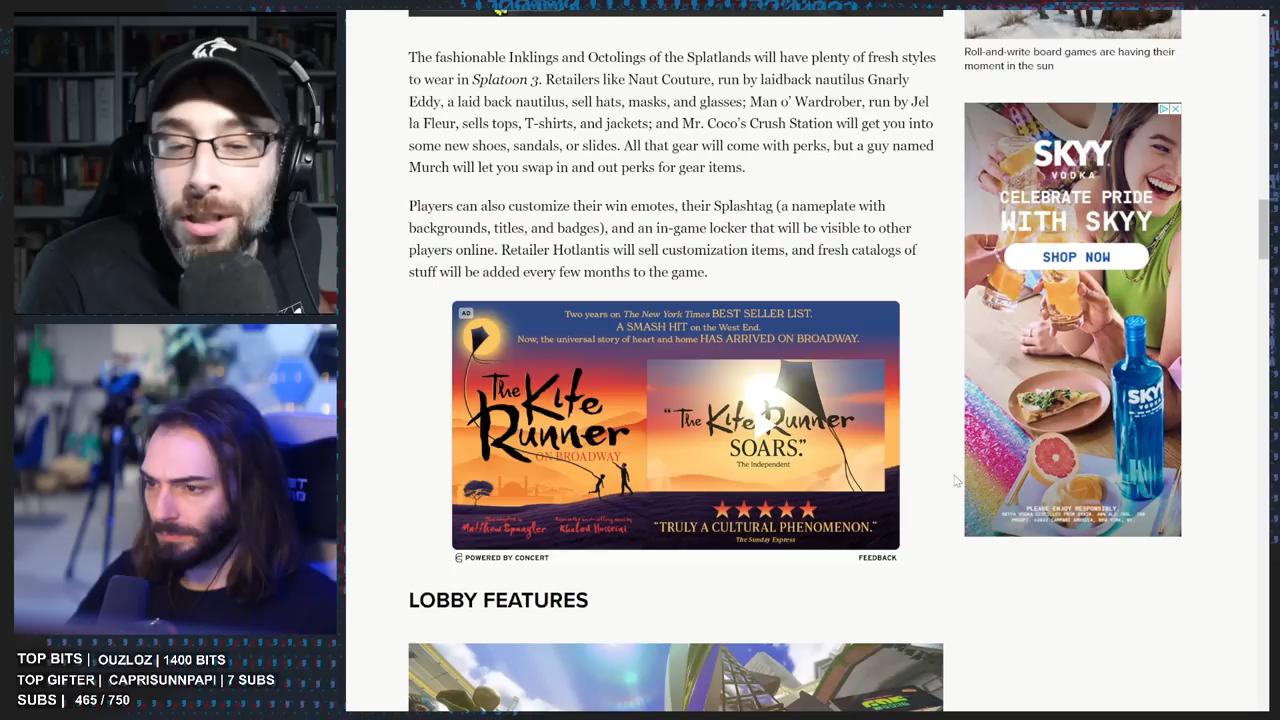 The fashionable Inklings and Octolings of the Splatlands will have plenty of fresh styles
to wear in Splatoon 3. Retailers like Naut Couture, run by laidback nautilus Gnarly
Eddy, a laid back nautilus, sell hats, masks, and glasses; Man o' Wardrober, run by Jel
la Fleur, sells tops, T-shirts, and jackets; and Mr. Coco's Crush Station will get you into
some new shoes, sandals, or slides. All that gear will come with perks, but a guy named
Murch will let you swap in and out perks for gear items.
Players can also customize their win emotes, their Splashtag (a nameplate with
backgrounds, titles, and badges), and an in-game locker that will be visible to other
players online. Retailer Hotlantis will sell customization items, and fresh catalogs of
stuff will be added every few months to the game.
AD
Two years on The New York Times BEST SELLER LIST.
A SMASH HIT on the West End.
Now, the universal story of heart and home HAS ARRIVED ON BROADWAY.
The Kite
Runner
ON BROADWAY
Matthew Spangler
Khaled Hosseini
"The Kite Runner
SOARS."
The Independent
"TRULY A CULTURAL PHENOMENON."
The Sunday Express
POWERED BY CONCERT
FEEDBACK
LOBBY FEATURES
Roll-and-write board games are having their
moment in the sun
SKYY
VODKA
CELEBRATE PRIDE
WITH SKYY
SHOP NOW
SKYY
VODKA
PLEASE ENJOY RESPONSIBLY.
TOP BITS | OUZLOZ | 1400 BITS
TOP GIFTER | CAPRISUNNPAPI | 7 SUBS
SUBS | 465 / 750